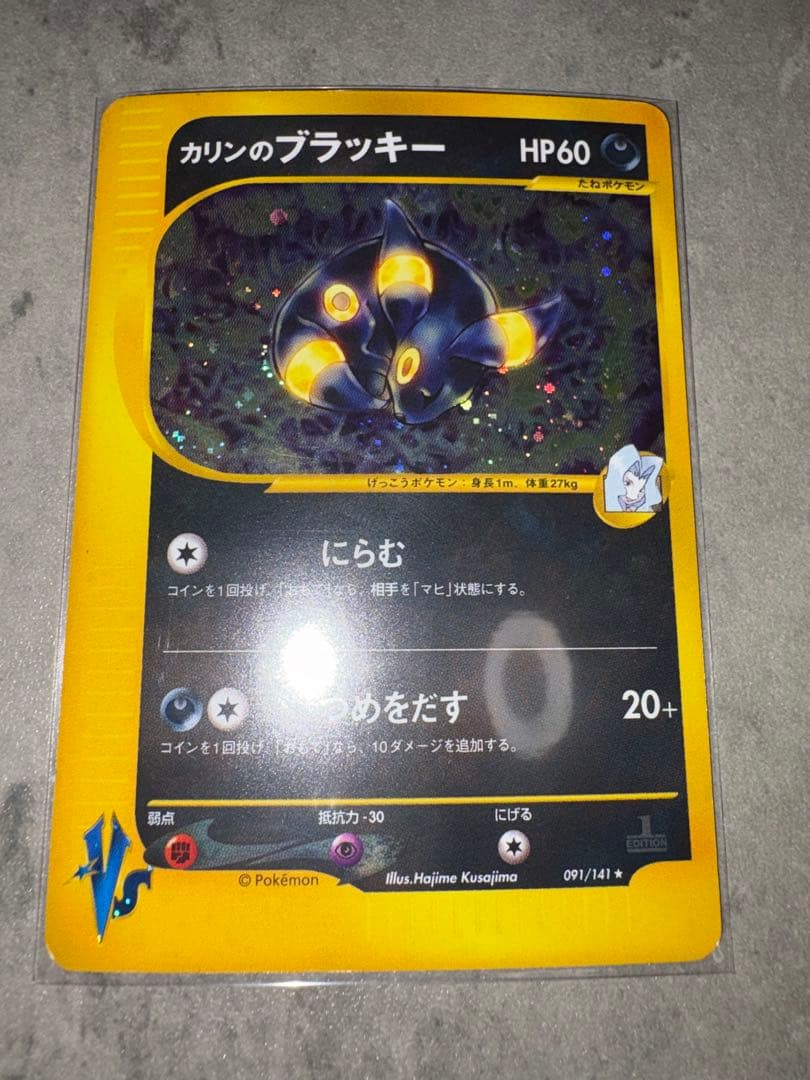 カリンのブラッキー HP60
たねポケモン
げっこうポケモン：身長1m、体重27kg
にらむ
コインを1回投げ、「おもて」なら、相手を「マヒ」状態にする。
つめをだす 20+
コインを1回投げ、「おもて」なら、10ダメージを追加する。
弱点 抵抗力-30 にげる
1
EDITION
© Pokémon Illus.Hajime Kusajima 091/141★